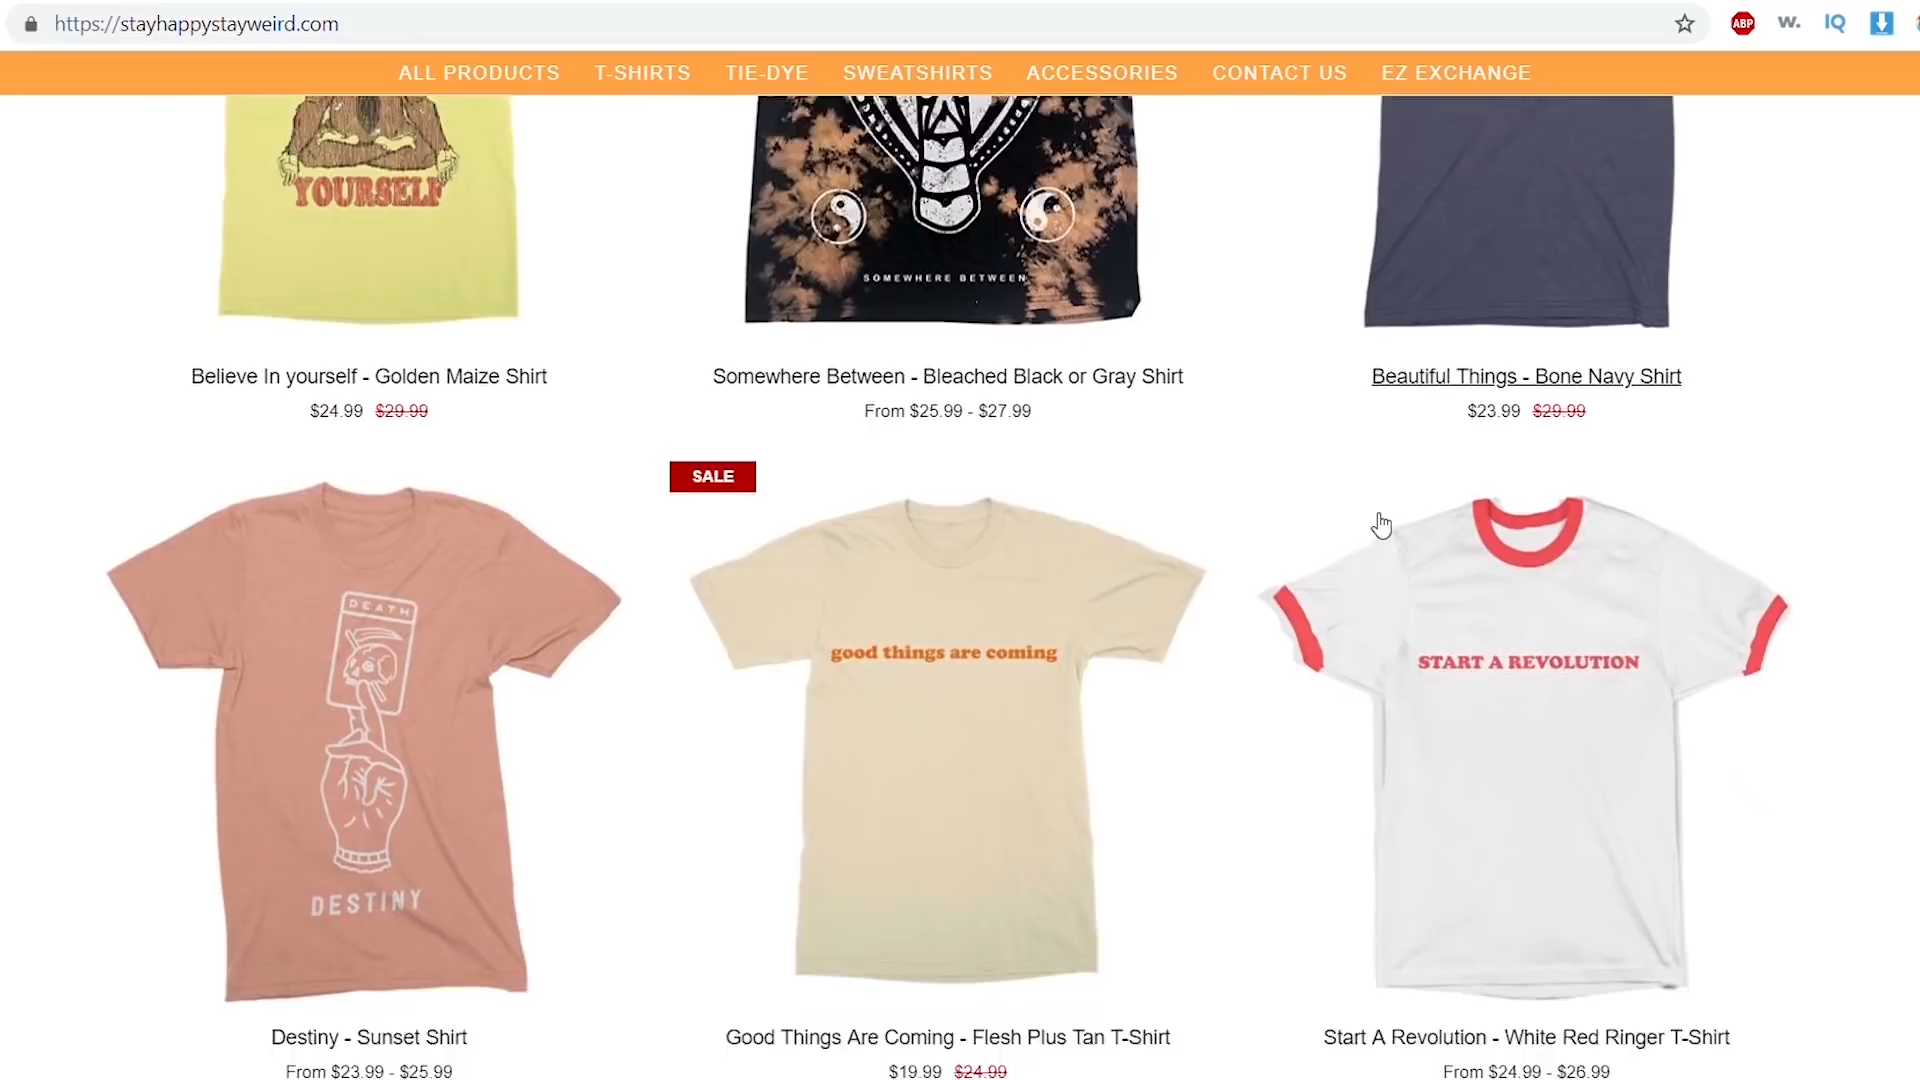 https://stayhappystayweird.com
ABP
w.
IQ
ALL PRODUCTS T-SHIRTS TIE-DYE SWEATSHIRTS ACCESSORIES CONTACT US EZ EXCHANGE
YOURSELF
SOMEWHERE BETWEEN
Believe In yourself - Golden Maize Shirt
$24.99 $29.99
Somewhere Between - Bleached Black or Gray Shirt
From $25.99 - $27.99
Beautiful Things - Bone Navy Shirt
$23.99 $29.99
SALE
DEATH
DESTINY
good things are coming
START A REVOLUTION
Destiny - Sunset Shirt
From $23.99 - $25.99
Good Things Are Coming - Flesh Plus Tan T-Shirt
$19.99 $24.99
Start A Revolution - White Red Ringer T-Shirt
From $24.99 - $26.99